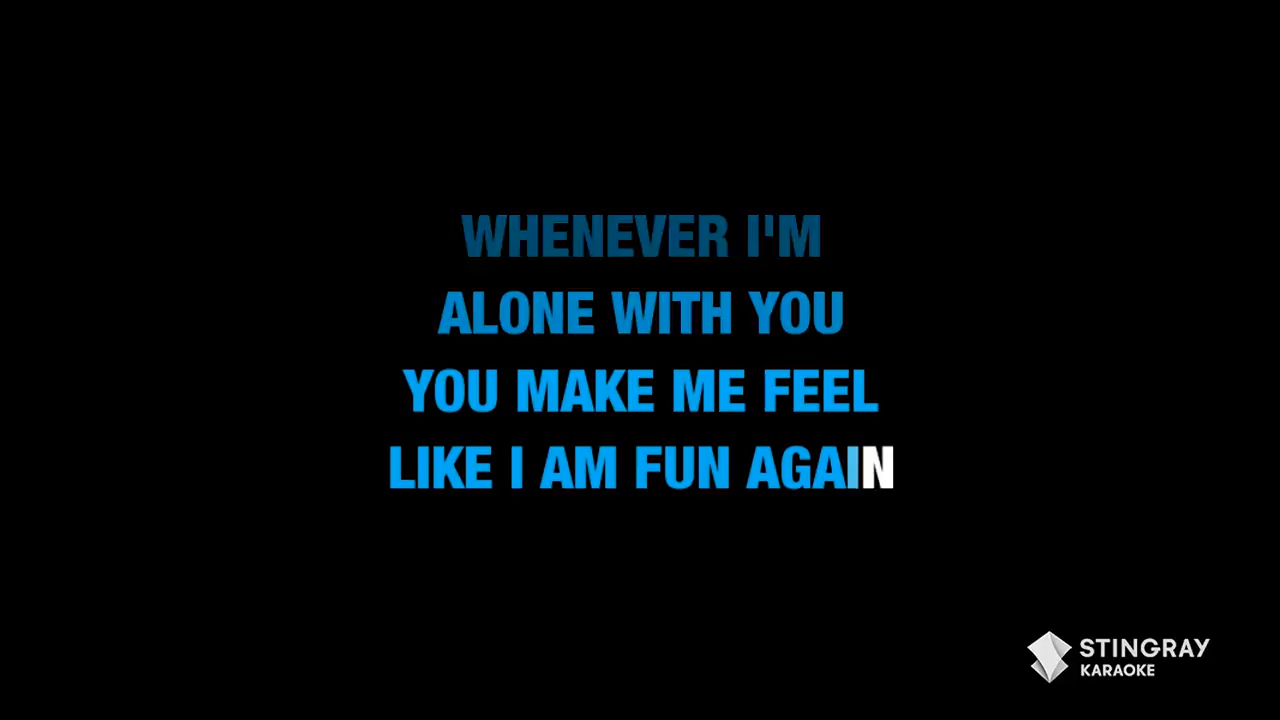 WHENEVER I'M
ALONE WITH YOU
YOU MAKE ME FEEL
LIKE I AM FUN AGAIN
STINGRAY
KARAOKE